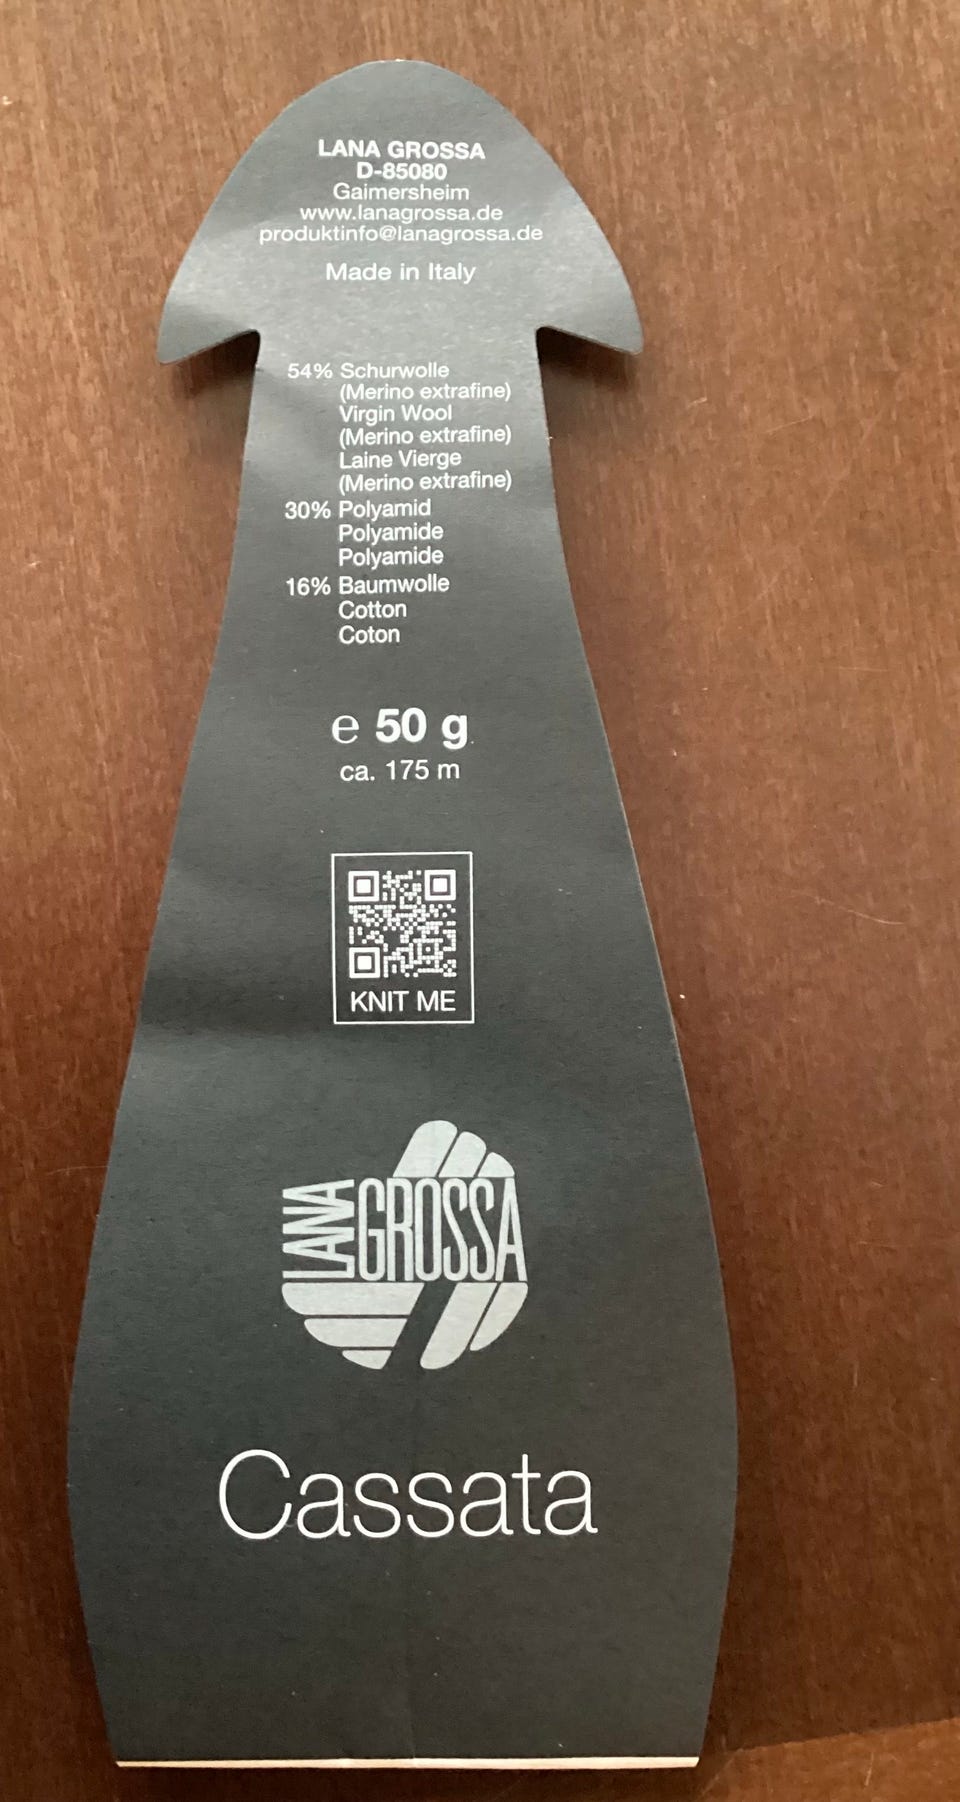 LANA GROSSA
D-85080
Gaimersheim
www.lanagrossa.de
produktinfo@lanagrossa.de
Made in Italy
54% Schurwolle
(Merino extrafine)
Virgin Wool
(Merino extrafine)
Laine Vierge
(Merino extrafine)
30% Polyamid
Polyamide
Polyamide
16% Baumwolle
Cotton
Coton
℮ 50 g
ca. 175 m
KNIT ME
LANA GROSSA
Cassata